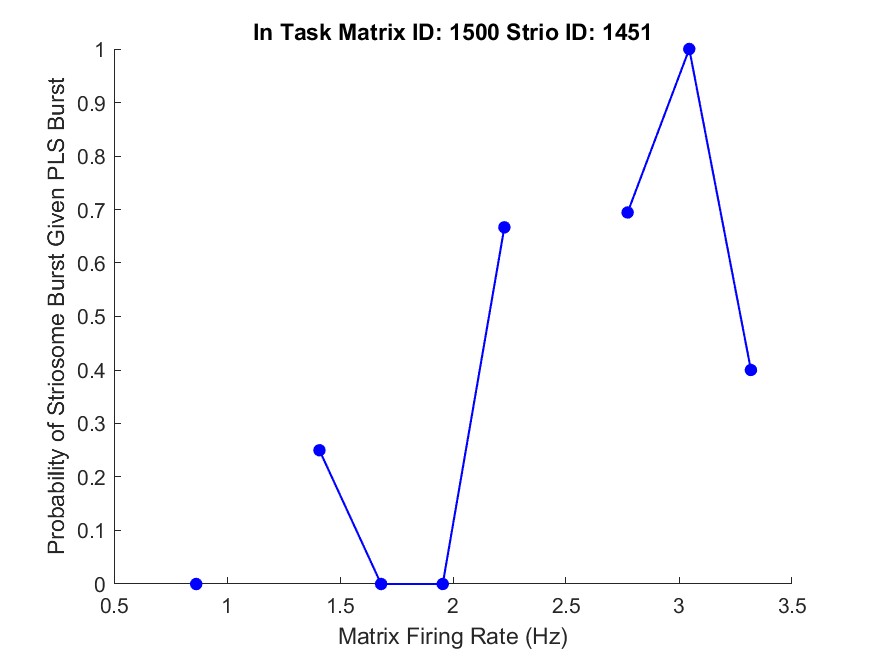 In Task Matrix ID: 1500 Strio ID: 1451
Probability of Striosome Burst Given PLS Burst
1
0.9
0.8
0.7
0.6
0.5
0.4
0.3
0.2
0.1
0
0.5 1 1.5 2 2.5 3 3.5
Matrix Firing Rate (Hz)